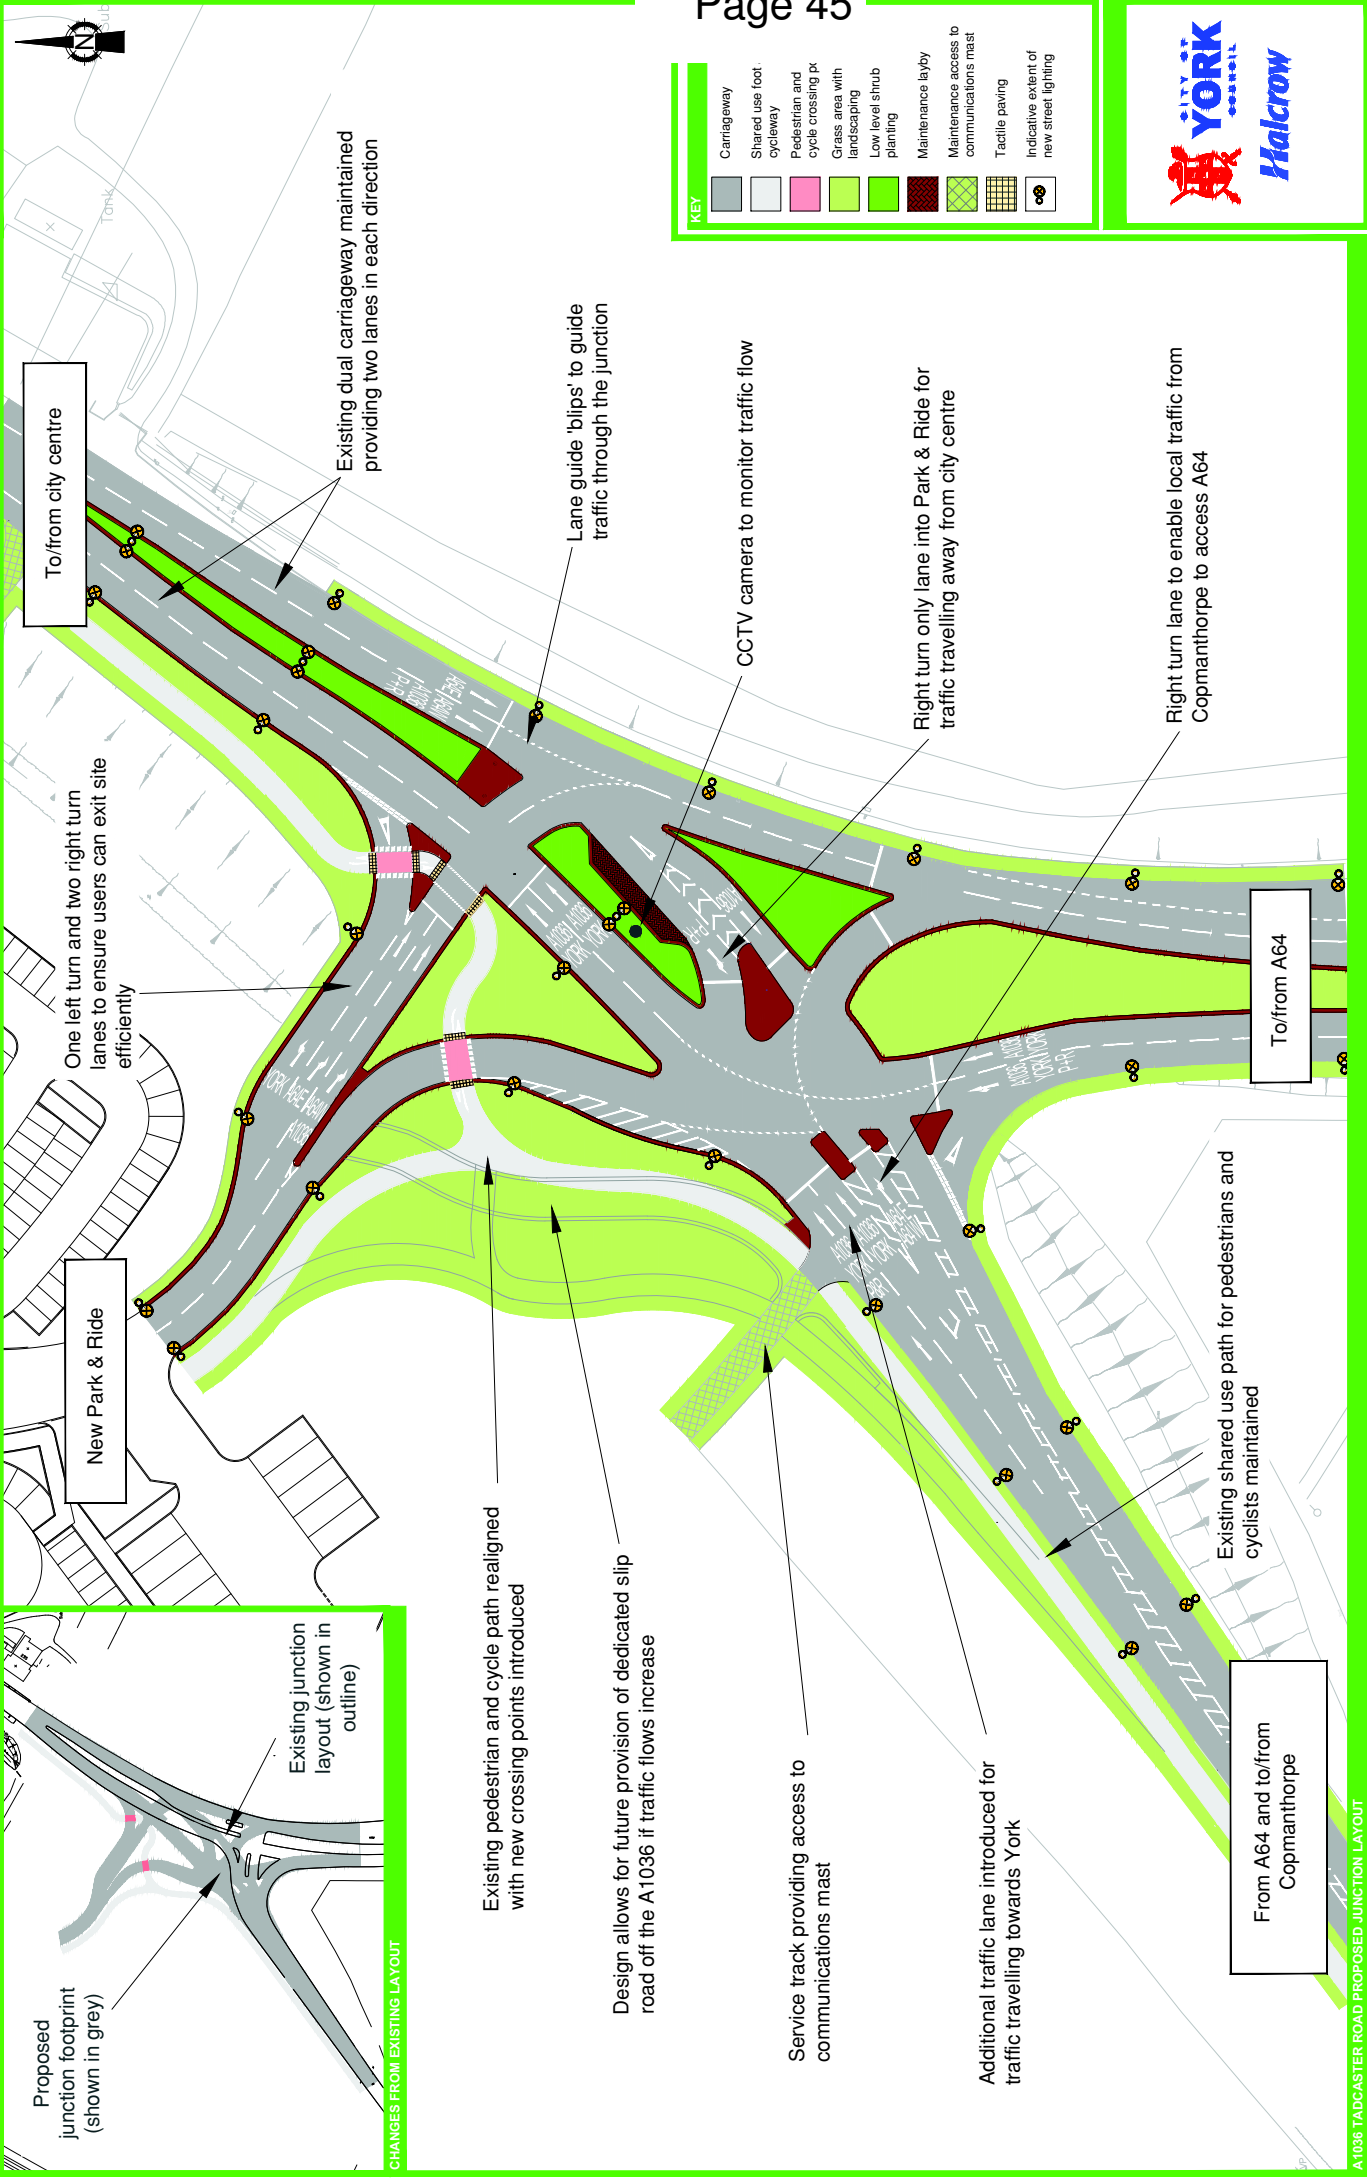 Page 45
Proposed
junction footprint
(shown in grey)
Existing junction
layout (shown in
outline)
CHANGES FROM EXISTING LAYOUT
New Park & Ride
One left turn and two right turn
lanes to ensure users can exit site
efficiently
To/from city centre
Tank
Sub
N
Existing dual carriageway maintained
providing two lanes in each direction
Existing pedestrian and cycle path realigned
with new crossing points introduced
Lane guide 'blips' to guide
traffic through the junction
Design allows for future provision of dedicated slip
road off the A1036 if traffic flows increase
CCTV camera to monitor traffic flow
Service track providing access to
communications mast
Right turn only lane into Park & Ride for
traffic travelling away from city centre
Additional traffic lane introduced for
traffic travelling towards York
Right turn lane to enable local traffic from
Copmanthorpe to access A64
Existing shared use path for pedestrians and
cyclists maintained
To/from A64
From A64 and to/from
Copmanthorpe
KEY
Carriageway
Shared use foot
cycleway
Pedestrian and
cycle crossing
Grass area with
landscaping
Low level shrub
planting
Maintenance layby
Maintenance access to
communications mast
Tactile paving
Indicative extent of
new street lighting
CITY OF
YORK
COUNCIL
Halcrow
A1036 TADCASTER ROAD PROPOSED JUNCTION LAYOUT